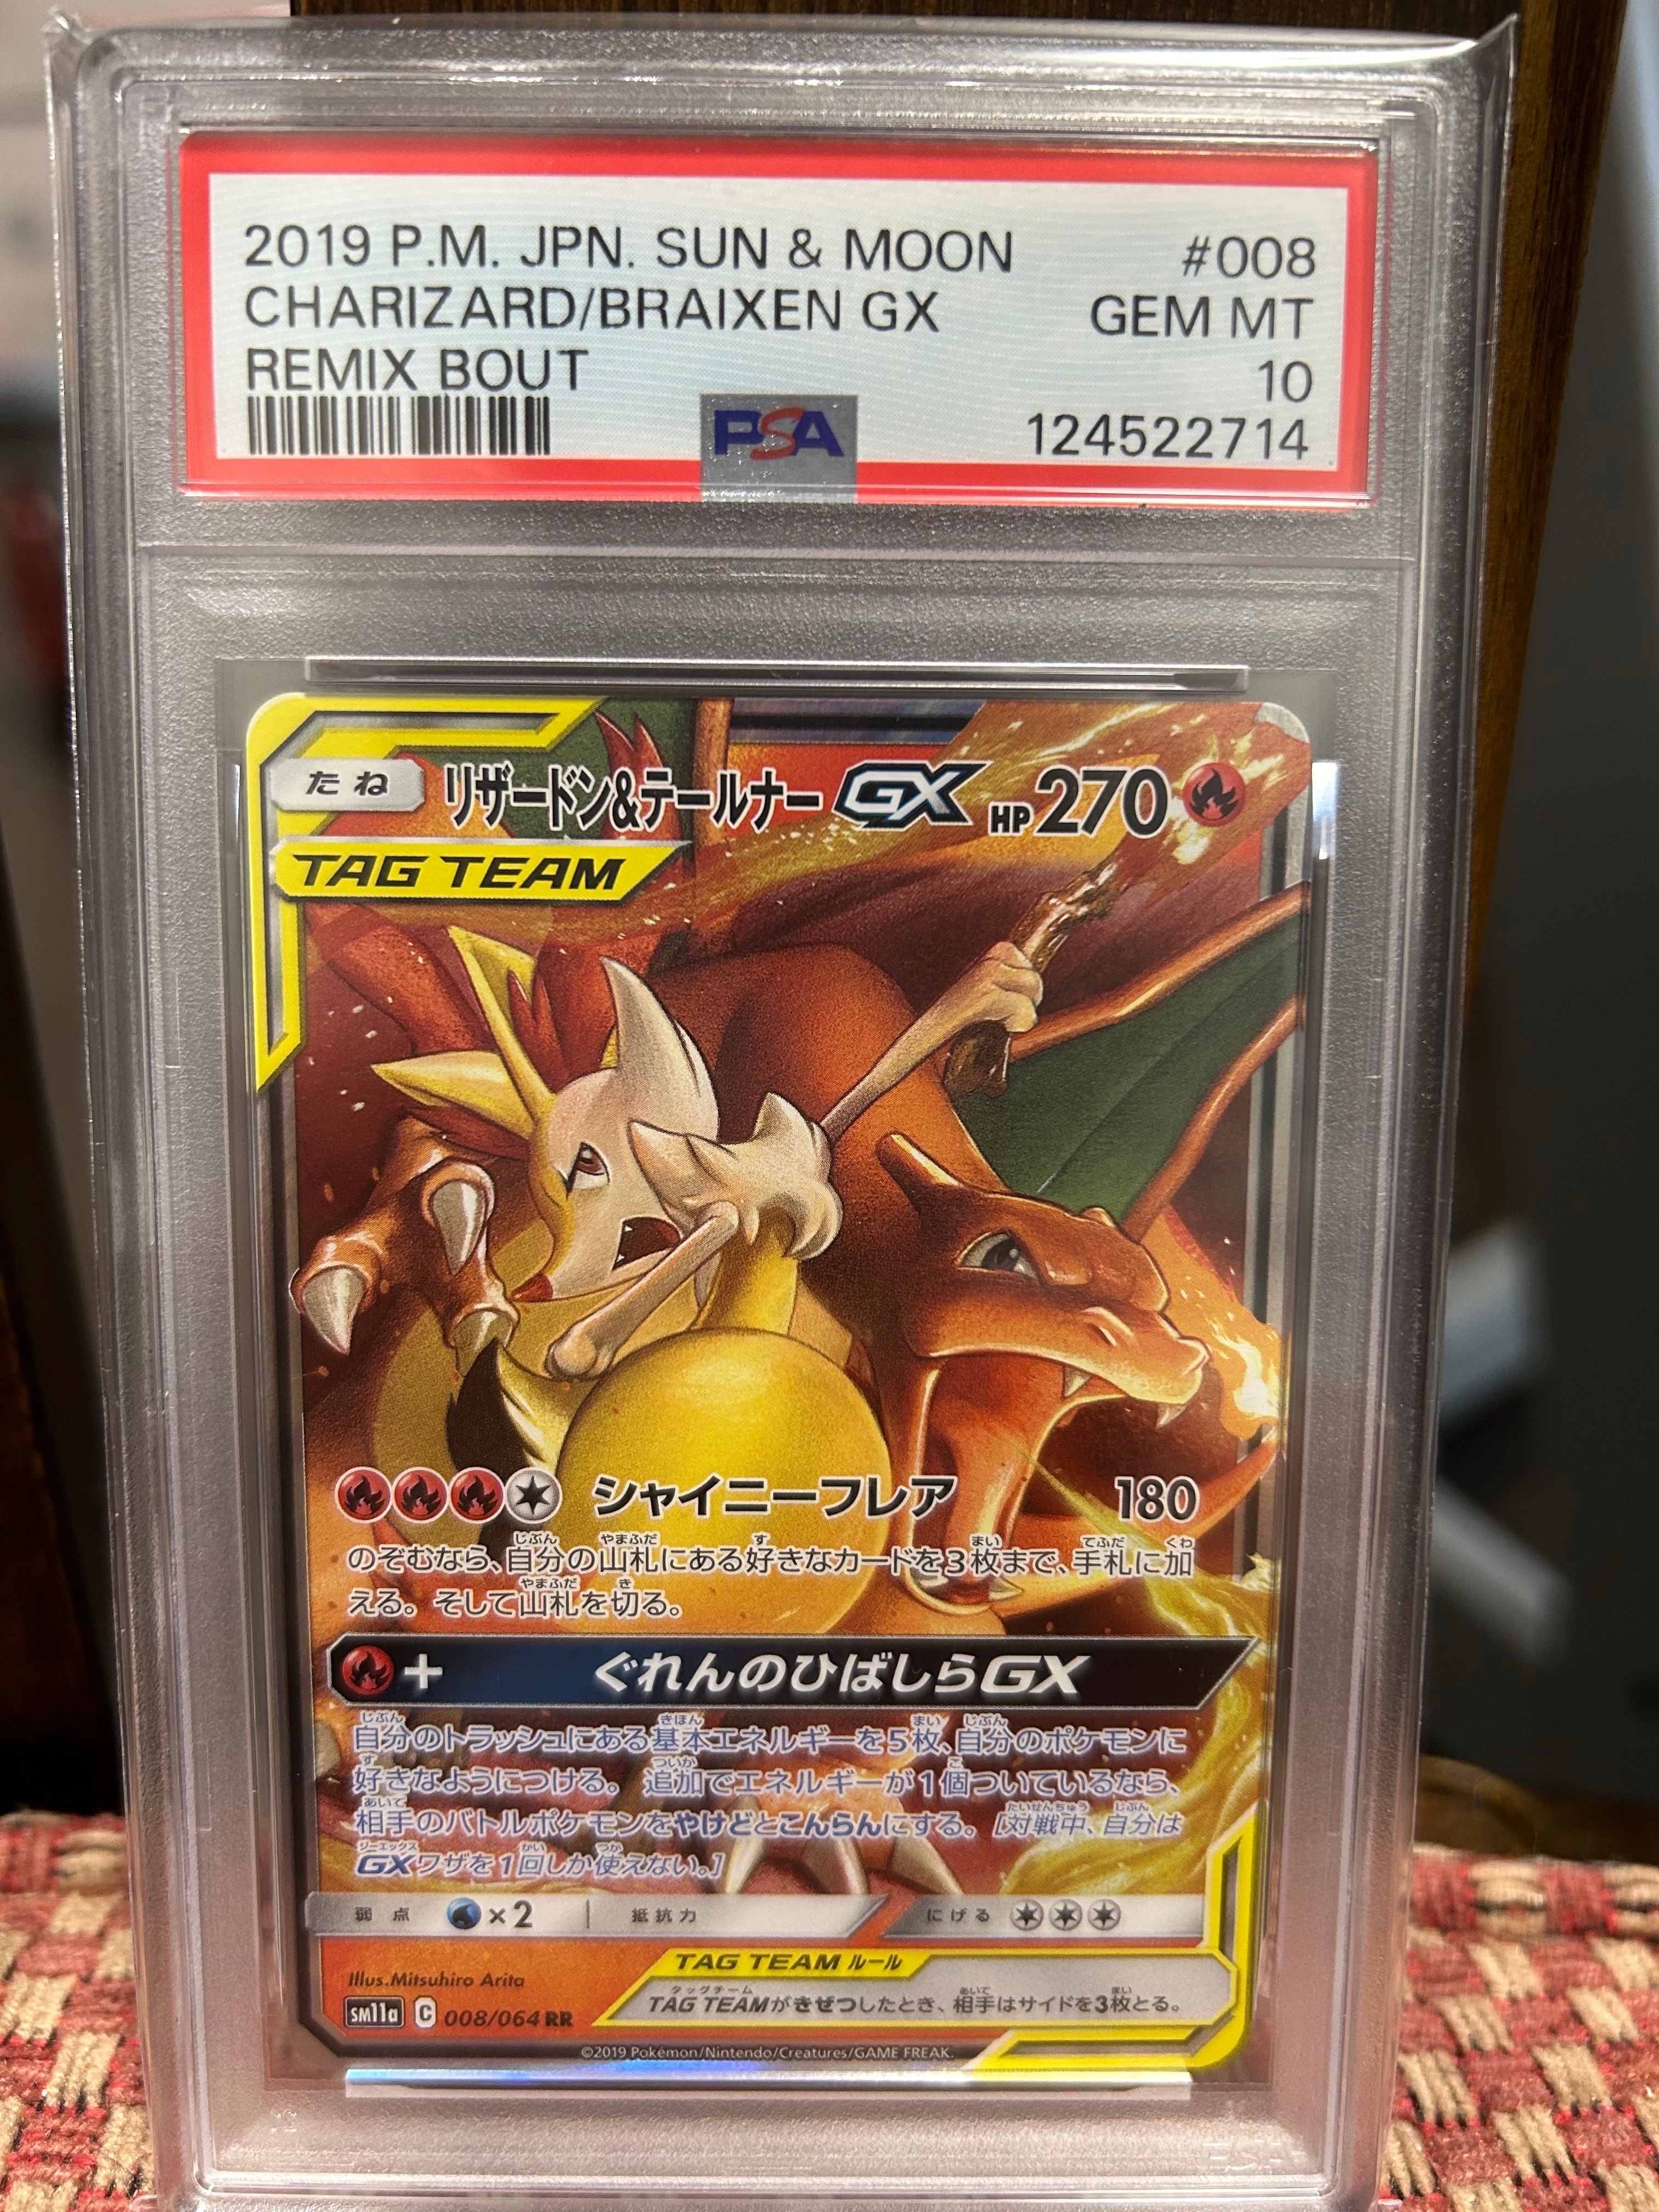 2019 P.M. JPN. SUN & MOON #008
CHARIZARD/BRAIXEN GX GEM MT
REMIX BOUT 10
PSA 124522714
たね リザードン&テールナーGX HP270
TAG TEAM
シャイニーフレア 180
のぞむなら、自分の山札にある好きなカードを3枚まで、手札に加
える。そして山札を切る。
+ ぐれんのひばしらGX
自分のトラッシュにある基本エネルギーを5枚、自分のポケモンに
好きなようにつける。追加でエネルギーが1個ついているなら、
相手のバトルポケモンをやけどとこんらんにする。[対戦中、自分は
GXワザを1回しか使えない。]
弱点 ×2 抵抗力 にげる
TAG TEAM ルール
Illus.Mitsuhiro Arita
TAG TEAMがきぜつしたとき、相手はサイドを3枚とる。
SM11a C 008/064 RR
©2019 Pokémon/Nintendo/Creatures/GAME FREAK.